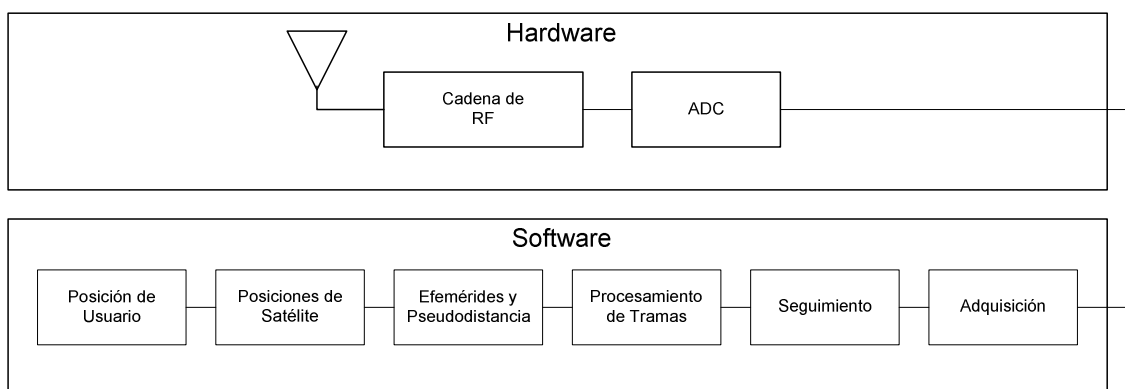 Hardware
Cadena de
RF
ADC
Software
Posición de
Usuario
Posiciones de
Satélite
Efemérides y
Pseudodistancia
Procesamiento
de Tramas
Seguimiento
Adquisición